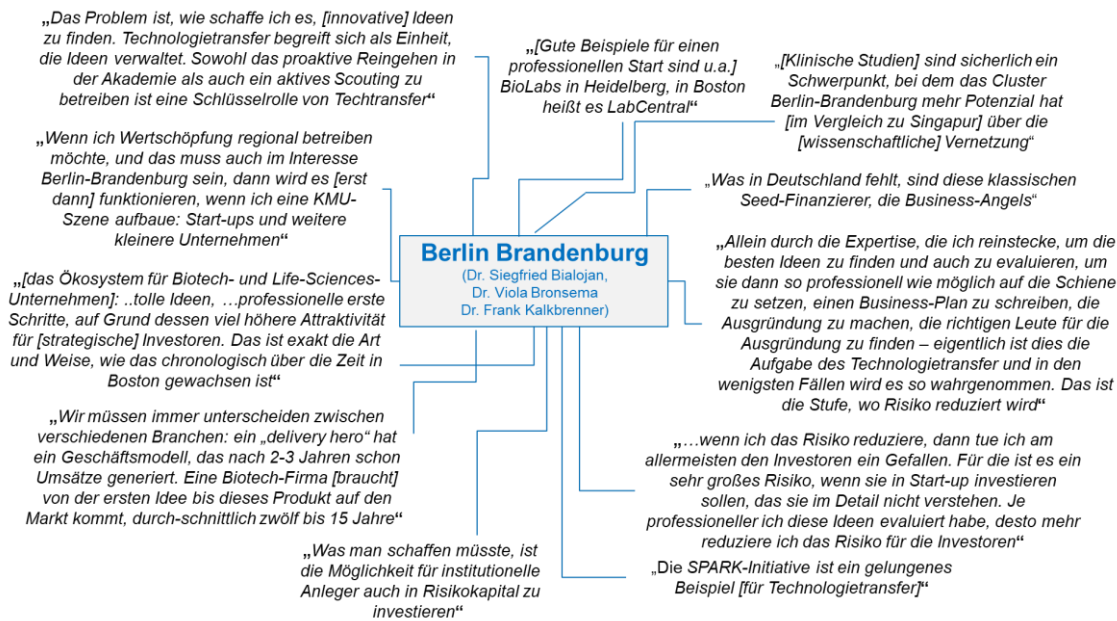 „Das Problem ist, wie schaffe ich es, [innovative] Ideen
zu finden. Technologietransfer begreift sich als Einheit,
die Ideen verwaltet. Sowohl das proaktive Reingehen in
der Akademie als auch ein aktives Scouting zu
betreiben ist eine Schlüsselrolle von Techtransfer“
„[Gute Beispiele für einen
professionellen Start sind u.a.]
BioLabs in Heidelberg, in Boston
heißt es LabCentral“
„[Klinische Studien] sind sicherlich ein
Schwerpunkt, bei dem das Cluster
Berlin-Brandenburg mehr Potenzial hat
[im Vergleich zu Singapur] über die
[wissenschaftliche] Vernetzung“
„Wenn ich Wertschöpfung regional betreiben
möchte, und das muss auch im Interesse
Berlin-Brandenburg sein, dann wird es [erst
dann] funktionieren, wenn ich eine KMU-
Szene aufbaue: Start-ups und weitere
kleinere Unternehmen“
„Was in Deutschland fehlt, sind diese klassischen
Seed-Finanzierer, die Business-Angels“
Berlin Brandenburg
(Dr. Siegfried Bialojan,
Dr. Viola Bronsema
Dr. Frank Kalkbrenner)
„Allein durch die Expertise, die ich reinstecke, um die
besten Ideen zu finden und auch zu evaluieren, um
sie dann so professionell wie möglich auf die Schiene
zu setzen, einen Business-Plan zu schreiben, die
Ausgründung zu machen, die richtigen Leute für die
Ausgründung zu finden – eigentlich ist dies die
Aufgabe des Technologietransfer und in den
wenigsten Fällen wird es so wahrgenommen. Das ist
die Stufe, wo Risiko reduziert wird“
„[das Ökosystem für Biotech- und Life-Sciences-
Unternehmen]: ..tolle Ideen, …professionelle erste
Schritte, auf Grund dessen viel höhere Attraktivität
für [strategische] Investoren. Das ist exakt die Art
und Weise, wie das chronologisch über die Zeit in
Boston gewachsen ist“
„Wir müssen immer unterscheiden zwischen
verschiedenen Branchen: ein „delivery hero“ hat
ein Geschäftsmodell, das nach 2-3 Jahren schon
Umsätze generiert. Eine Biotech-Firma [braucht]
von der ersten Idee bis dieses Produkt auf den
Markt kommt, durch-schnittlich zwölf bis 15 Jahre“
„…wenn ich das Risiko reduziere, dann tue ich am
allermeisten den Investoren ein Gefallen. Für die ist es ein
sehr großes Risiko, wenn sie in Start-up investieren
sollen, das sie im Detail nicht verstehen. Je
professioneller ich diese Ideen evaluiert habe, desto mehr
reduziere ich das Risiko für die Investoren“
„Was man schaffen müsste, ist
die Möglichkeit für institutionelle
Anleger auch in Risikokapital zu
investieren“
„Die SPARK-Initiative ist ein gelungenes
Beispiel [für Technologietransfer]“